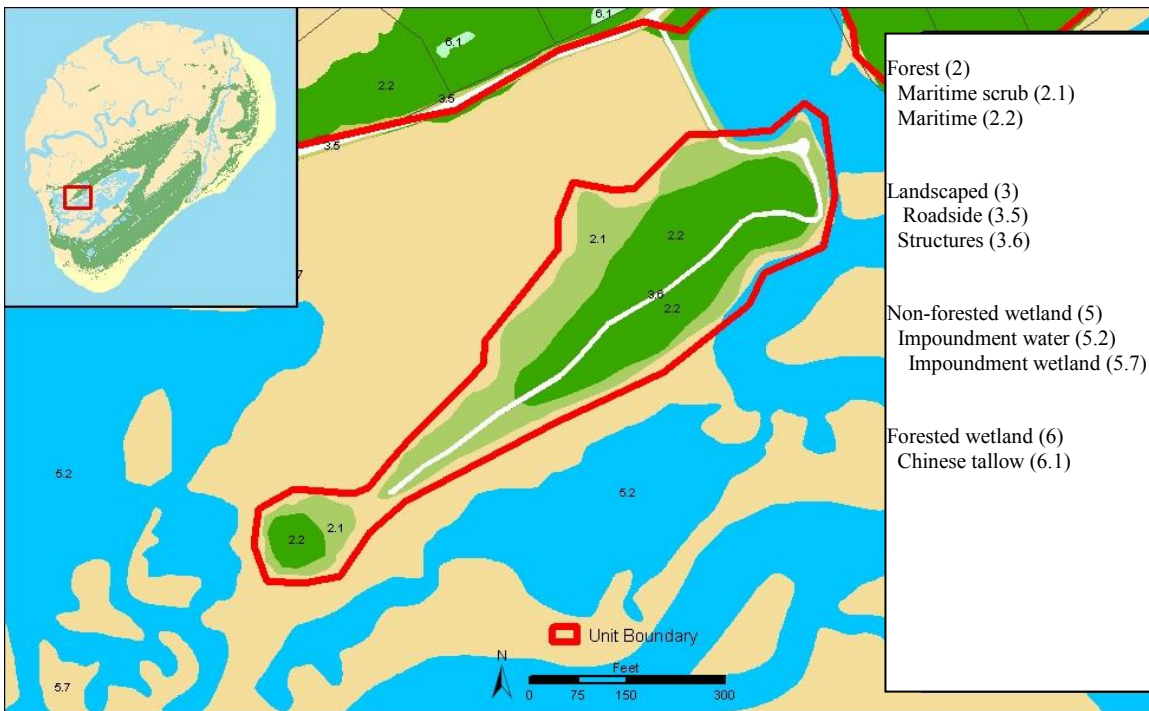 6.1
6.1
2.2
3.5
3.5
2.1
2.2
7
3.6
2.2
5.2
5.2
2.1
2.2
5.7
Unit Boundary
N
Feet
0 75 150 300
Forest (2)
Maritime scrub (2.1)
Maritime (2.2)
Landscaped (3)
Roadside (3.5)
Structures (3.6)
Non-forested wetland (5)
Impoundment water (5.2)
Impoundment wetland (5.7)
Forested wetland (6)
Chinese tallow (6.1)